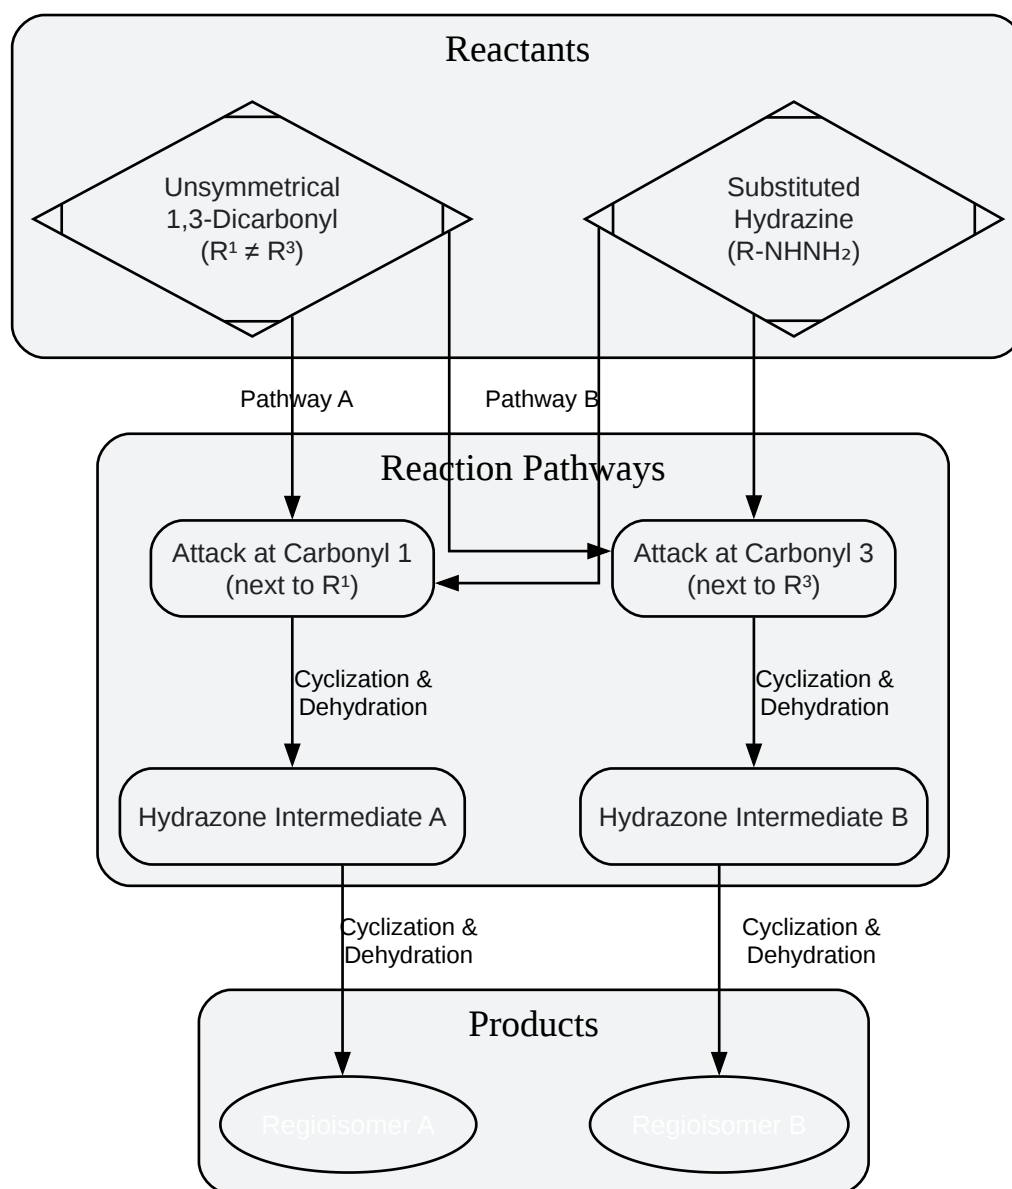 Reactants
Unsymmetrical
1,3-Dicarbonyl
(R¹ ≠ R³)
Substituted
Hydrazine
(R-NHNH₂)
Pathway A
Pathway B
Reaction Pathways
Attack at Carbonyl 1
(next to R¹)
Attack at Carbonyl 3
(next to R³)
Cyclization &
Dehydration
Cyclization &
Dehydration
Hydrazone Intermediate A
Hydrazone Intermediate B
Cyclization &
Dehydration
Cyclization &
Dehydration
Products
Regioisomer A
Regioisomer B